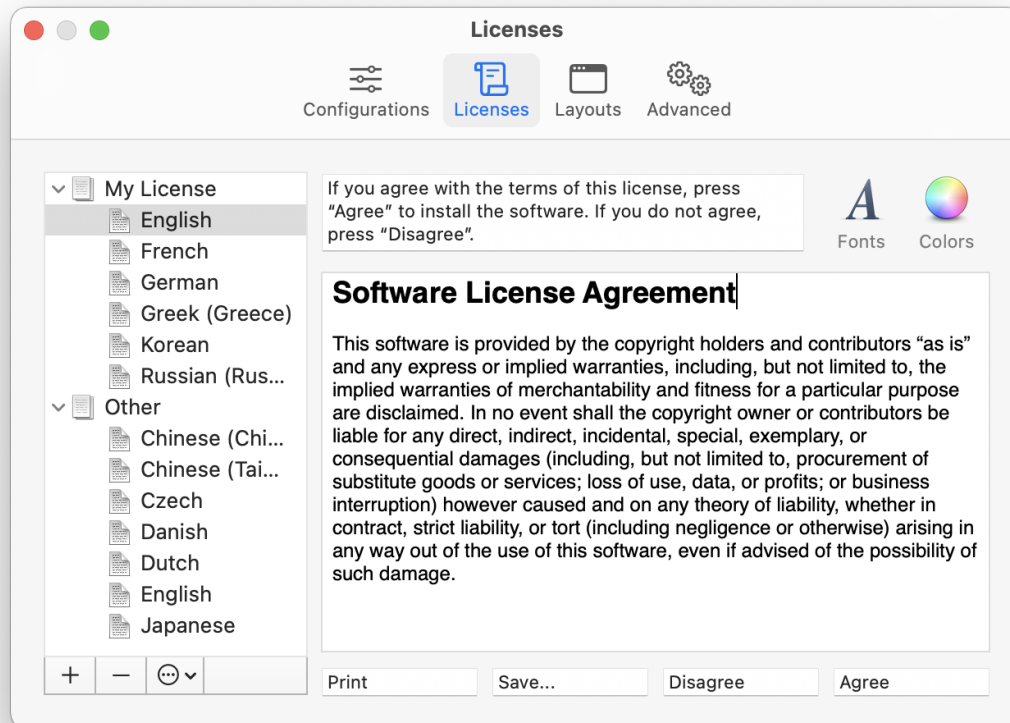 Licenses
Configurations
Licenses
Layouts
Advanced
My License
English
French
German
Greek (Greece)
Korean
Russian (Rus...
Other
Chinese (Chi...
Chinese (Tai...
Czech
Danish
Dutch
English
Japanese
If you agree with the terms of this license, press
“Agree” to install the software. If you do not agree,
press “Disagree”.
Fonts
Colors
Software License Agreement
This software is provided by the copyright holders and contributors “as is”
and any express or implied warranties, including, but not limited to, the
implied warranties of merchantability and fitness for a particular purpose
are disclaimed. In no event shall the copyright owner or contributors be
liable for any direct, indirect, incidental, special, exemplary, or
consequential damages (including, but not limited to, procurement of
substitute goods or services; loss of use, data, or profits; or business
interruption) however caused and on any theory of liability, whether in
contract, strict liability, or tort (including negligence or otherwise) arising in
any way out of the use of this software, even if advised of the possibility of
such damage.
Print
Save...
Disagree
Agree